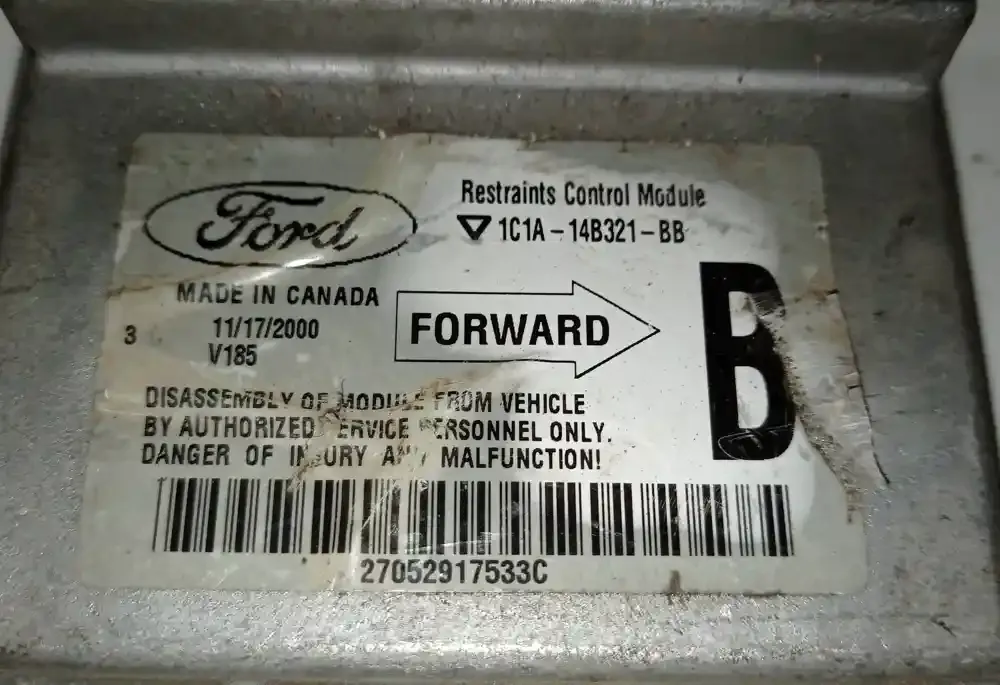 Ford
Restraints Control Module
1C1A-14B321-BB
MADE IN CANADA
3 11/17/2000
V185
FORWARD
B
DISASSEMBLY OF MODULE FROM VEHICLE
BY AUTHORIZED SERVICE PERSONNEL ONLY.
DANGER OF INJURY AND MALFUNCTION!
27052917533C